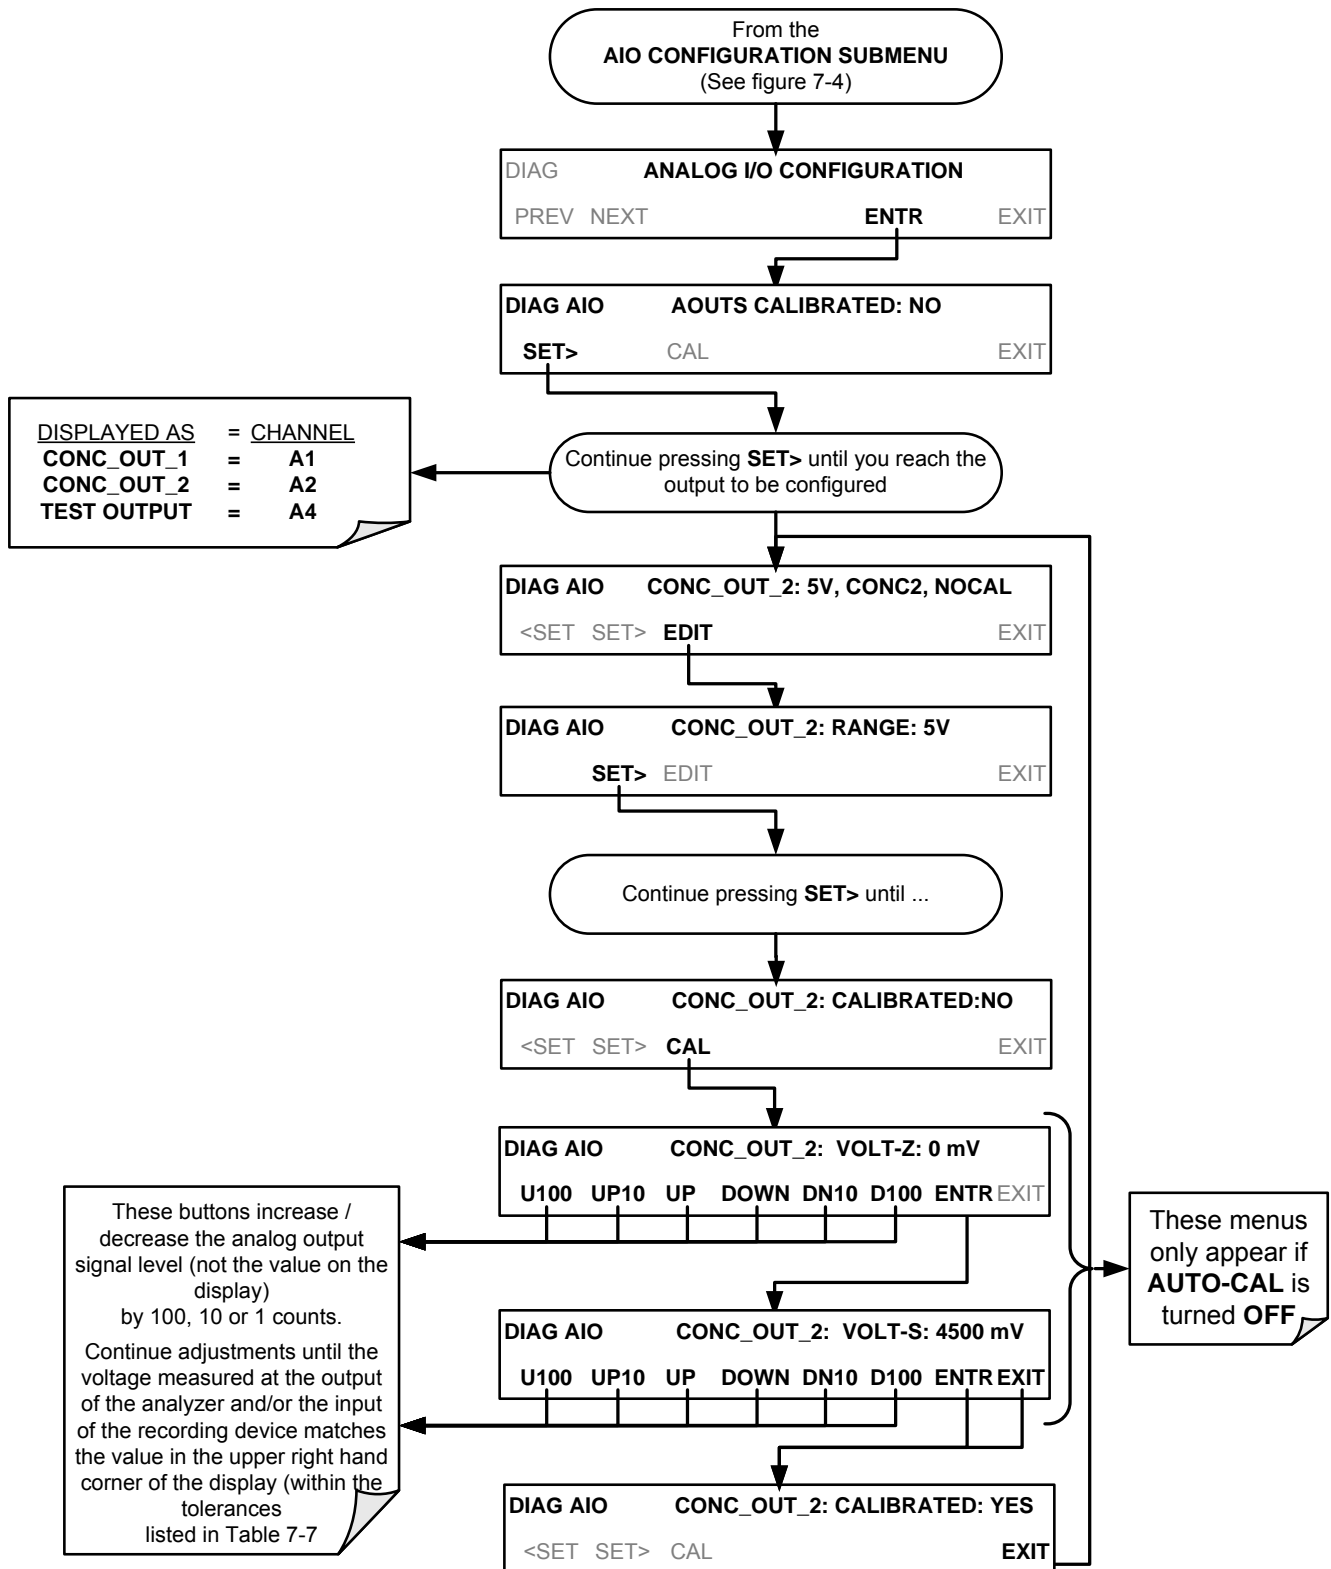 From the
AIO CONFIGURATION SUBMENU
(See figure 7-4)
DIAG ANALOG I/O CONFIGURATION
PREV NEXT ENTR EXIT
DIAG AIO AOUTS CALIBRATED: NO
SET> CAL EXIT
DISPLAYED AS = CHANNEL
CONC_OUT_1 = A1
CONC_OUT_2 = A2
TEST OUTPUT = A4
Continue pressing SET> until you reach the
output to be configured
DIAG AIO CONC_OUT_2: 5V, CONC2, NOCAL
<SET SET> EDIT EXIT
DIAG AIO CONC_OUT_2: RANGE: 5V
SET> EDIT EXIT
Continue pressing SET> until ...
DIAG AIO CONC_OUT_2: CALIBRATED:NO
<SET SET> CAL EXIT
DIAG AIO CONC_OUT_2: VOLT-Z: 0 mV
U100 UP10 UP DOWN DN10 D100 ENTR EXIT
These buttons increase /
decrease the analog output
signal level (not the value on the
display)
by 100, 10 or 1 counts.
Continue adjustments until the
voltage measured at the output
of the analyzer and/or the input
of the recording device matches
the value in the upper right hand
corner of the display (within the
tolerances
listed in Table 7-7
These menus
only appear if
AUTO-CAL is
turned OFF
DIAG AIO CONC_OUT_2: VOLT-S: 4500 mV
U100 UP10 UP DOWN DN10 D100 ENTR EXIT
DIAG AIO CONC_OUT_2: CALIBRATED: YES
<SET SET> CAL EXIT